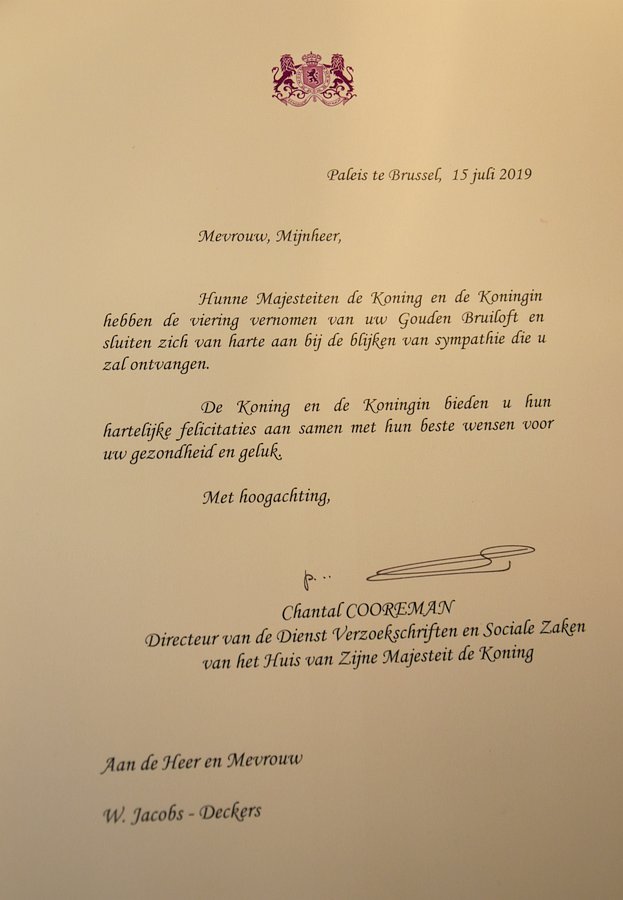 Paleis te Brussel, 15 juli 2019
Mevrouw, Mijnheer,
Hunne Majesteiten de Koning en de Koningin
hebben de viering vernomen van uw Gouden Bruiloft en
sluiten zich van harte aan bij de blijken van sympathie die u
zal ontvangen.
De Koning en de Koningin bieden u hun
hartelijke felicitaties aan samen met hun beste wensen voor
uw gezondheid en geluk.
Met hoogachting,
p...
Chantal COOREMAN
Directeur van de Dienst Verzoekschriften en Sociale Zaken
van het Huis van Zijne Majesteit de Koning
Aan de Heer en Mevrouw
W. Jacobs - Deckers